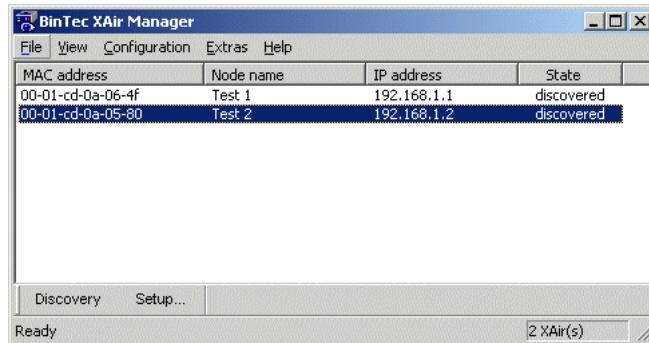 BinTec XAir Manager
File View Configuration Extras Help
MAC address Node name IP address State
00-01-cd-0a-06-4f Test 1 192.168.1.1 discovered
00-01-cd-0a-05-80 Test 2 192.168.1.2 discovered
Discovery Setup...
Ready 2 XAir(s)